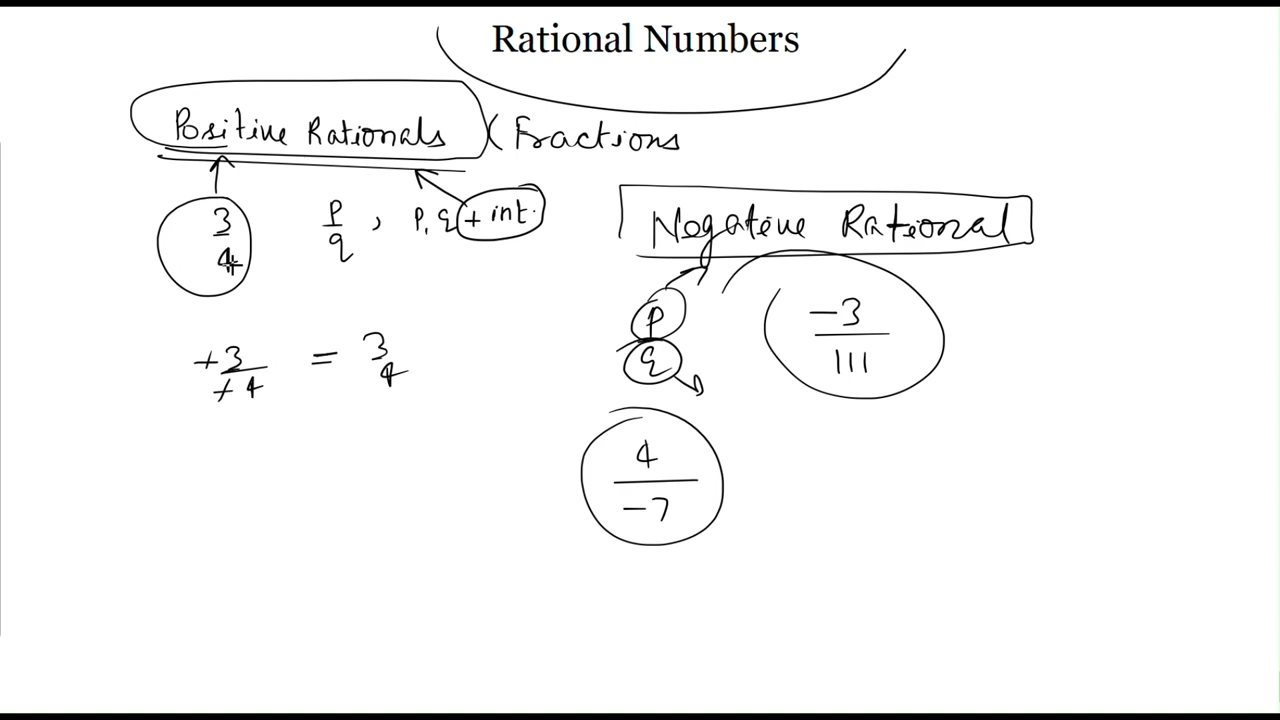 Rational Numbers
Positive Rationals (Fractions
3
4
p
q , p, q + int.
Negative Rational
p
q
-3
111
+3
+4 = 3
4
4
-7